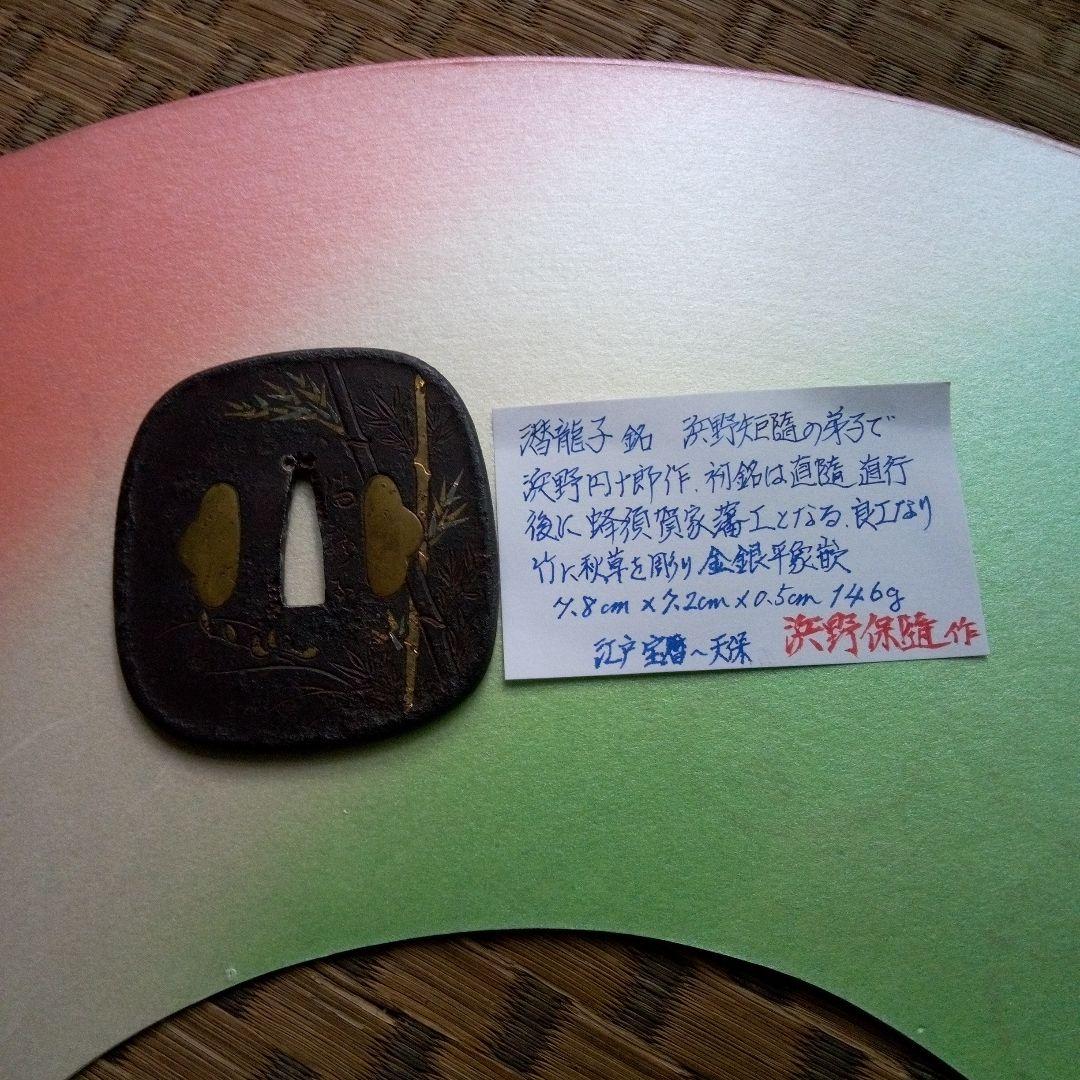 潜龍子 銘 浜野矩随の弟子で
浜野円十郎作、初銘は直随 直行
後に 蜂須賀家藩工となる、良工なり
竹に秋草を彫り 金銀平象嵌
7.8cm×7.2cm×0.5cm 146g
江戸 宝暦~天保
浜野保随作